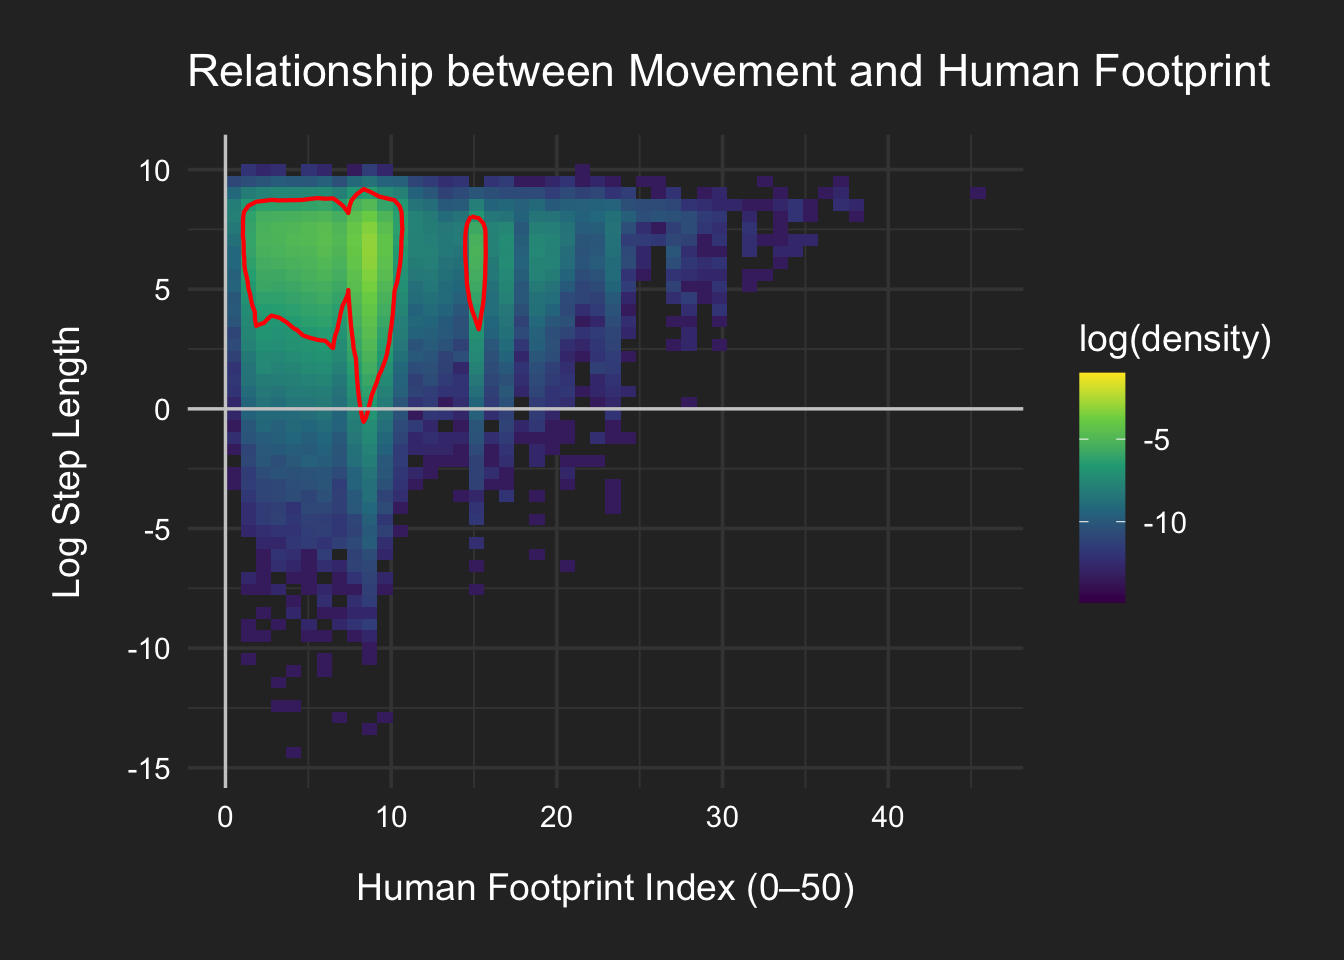 Relationship between Movement and Human Footprint
10
5
0
-5
-10
-15
Log Step Length
0 10 20 30 40
Human Footprint Index (0–50)
log(density)
-5
-10